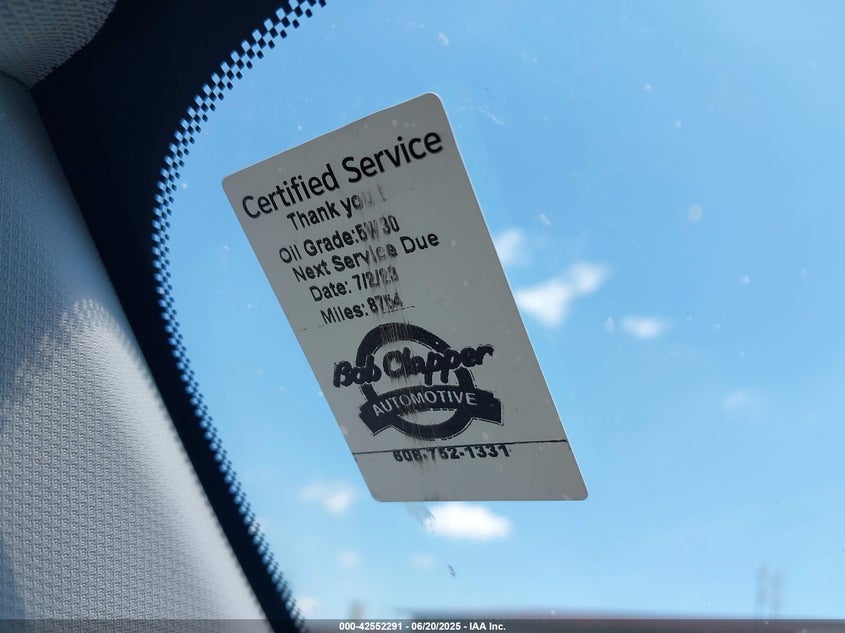 Certified Service
Thank you !
Oil Grade:5W30
Next Service Due
Date: 7/2/23
Miles: 8754
Bob Clapper
AUTOMOTIVE
608-752-1331
000-42552291 - 06/20/2025 - IAA Inc.